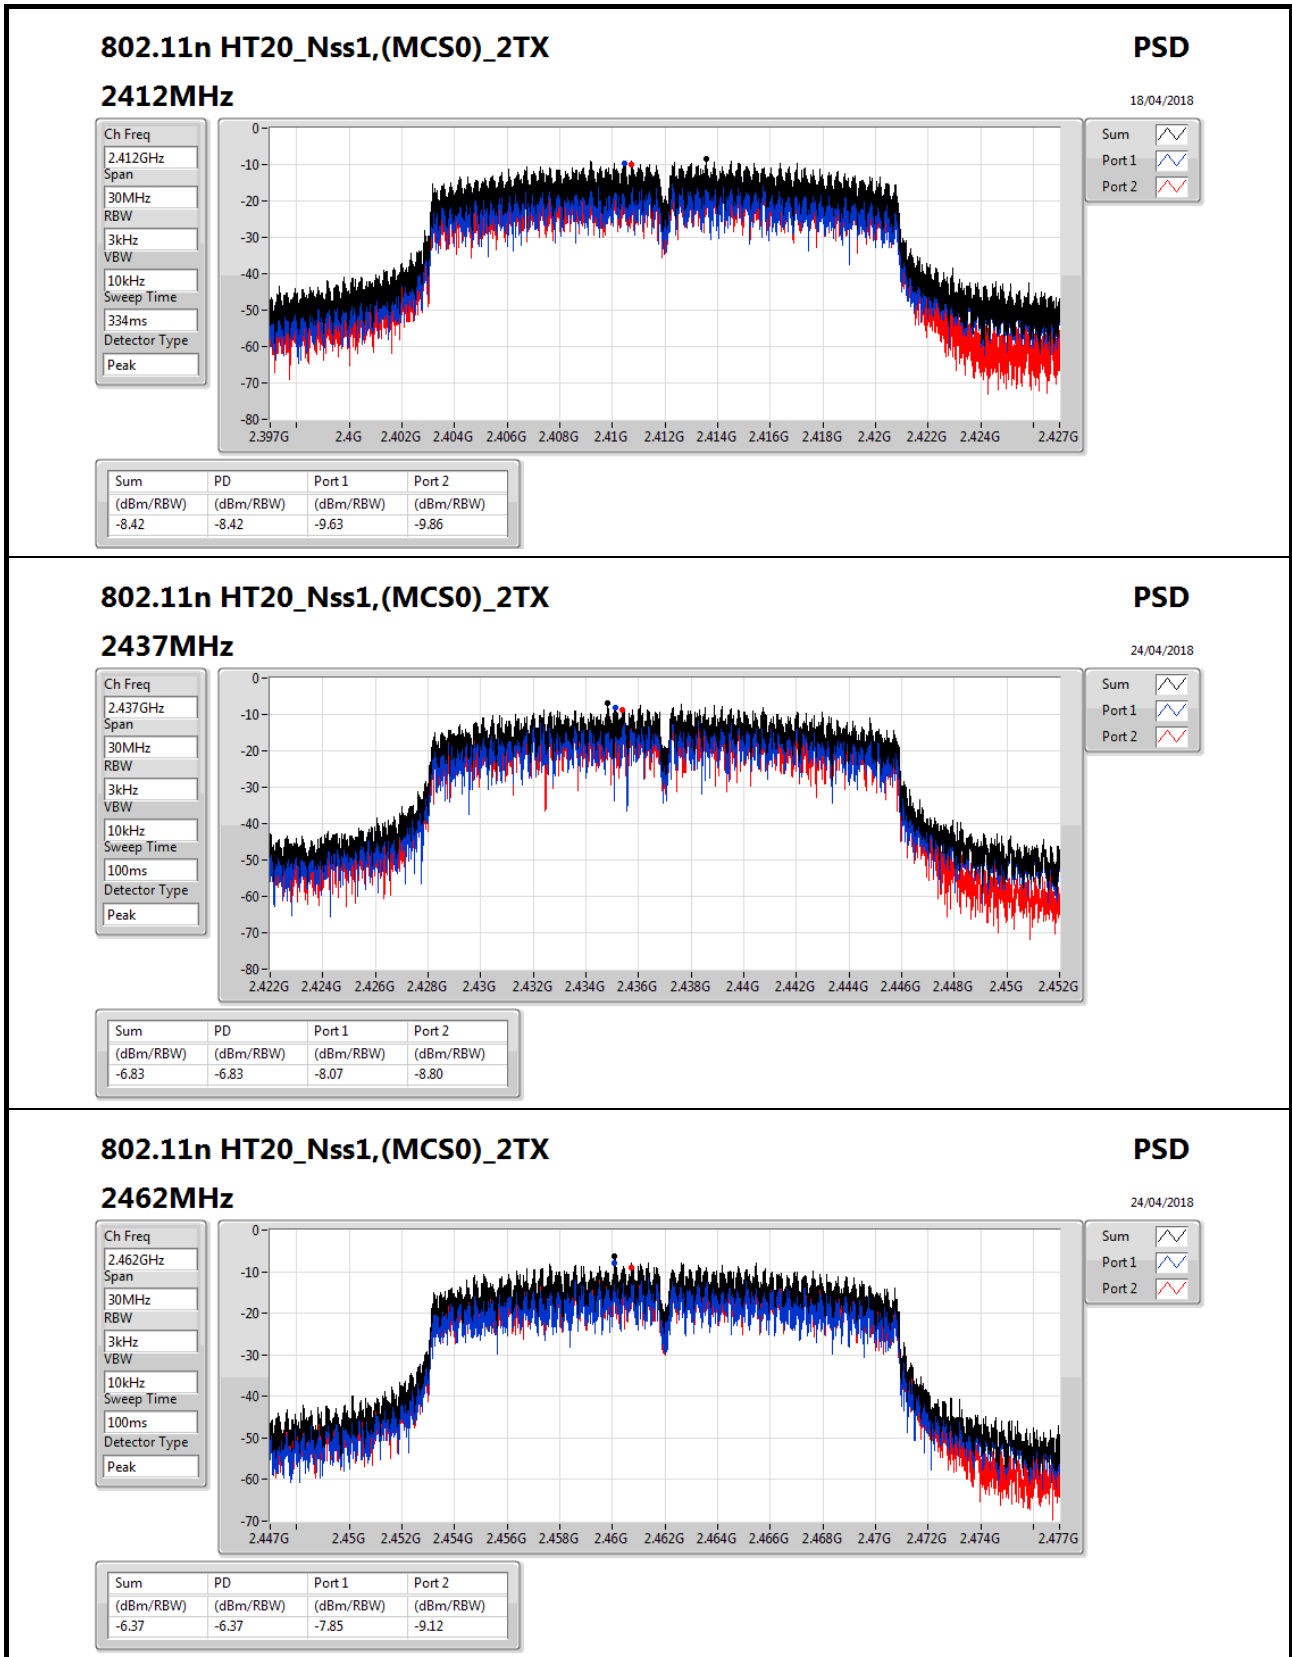 802.11n HT20_Nss1,(MCS0)_2TX PSD
2412MHz 18/04/2018
Ch Freq
2.412GHz
Span
30MHz
RBW
3kHz
VBW
10kHz
Sweep Time
334ms
Detector Type
Peak
0
-10
-20
-30
-40
-50
-60
-70
-80
2.397G 2.4G 2.402G 2.404G 2.406G 2.408G 2.41G 2.412G 2.414G 2.416G 2.418G 2.42G 2.422G 2.424G 2.427G
Sum
Port 1
Port 2
Sum PD Port 1 Port 2
(dBm/RBW) (dBm/RBW) (dBm/RBW) (dBm/RBW)
-8.42 -8.42 -9.63 -9.86
802.11n HT20_Nss1,(MCS0)_2TX PSD
2437MHz 24/04/2018
Ch Freq
2.437GHz
Span
30MHz
RBW
3kHz
VBW
10kHz
Sweep Time
100ms
Detector Type
Peak
0
-10
-20
-30
-40
-50
-60
-70
-80
2.422G 2.424G 2.426G 2.428G 2.43G 2.432G 2.434G 2.436G 2.438G 2.44G 2.442G 2.444G 2.446G 2.448G 2.45G 2.452G
Sum
Port 1
Port 2
Sum PD Port 1 Port 2
(dBm/RBW) (dBm/RBW) (dBm/RBW) (dBm/RBW)
-6.83 -6.83 -8.07 -8.80
802.11n HT20_Nss1,(MCS0)_2TX PSD
2462MHz 24/04/2018
Ch Freq
2.462GHz
Span
30MHz
RBW
3kHz
VBW
10kHz
Sweep Time
100ms
Detector Type
Peak
0
-10
-20
-30
-40
-50
-60
-70
2.447G 2.45G 2.452G 2.454G 2.456G 2.458G 2.46G 2.462G 2.464G 2.466G 2.468G 2.47G 2.472G 2.474G 2.477G
Sum
Port 1
Port 2
Sum PD Port 1 Port 2
(dBm/RBW) (dBm/RBW) (dBm/RBW) (dBm/RBW)
-6.37 -6.37 -7.85 -9.12